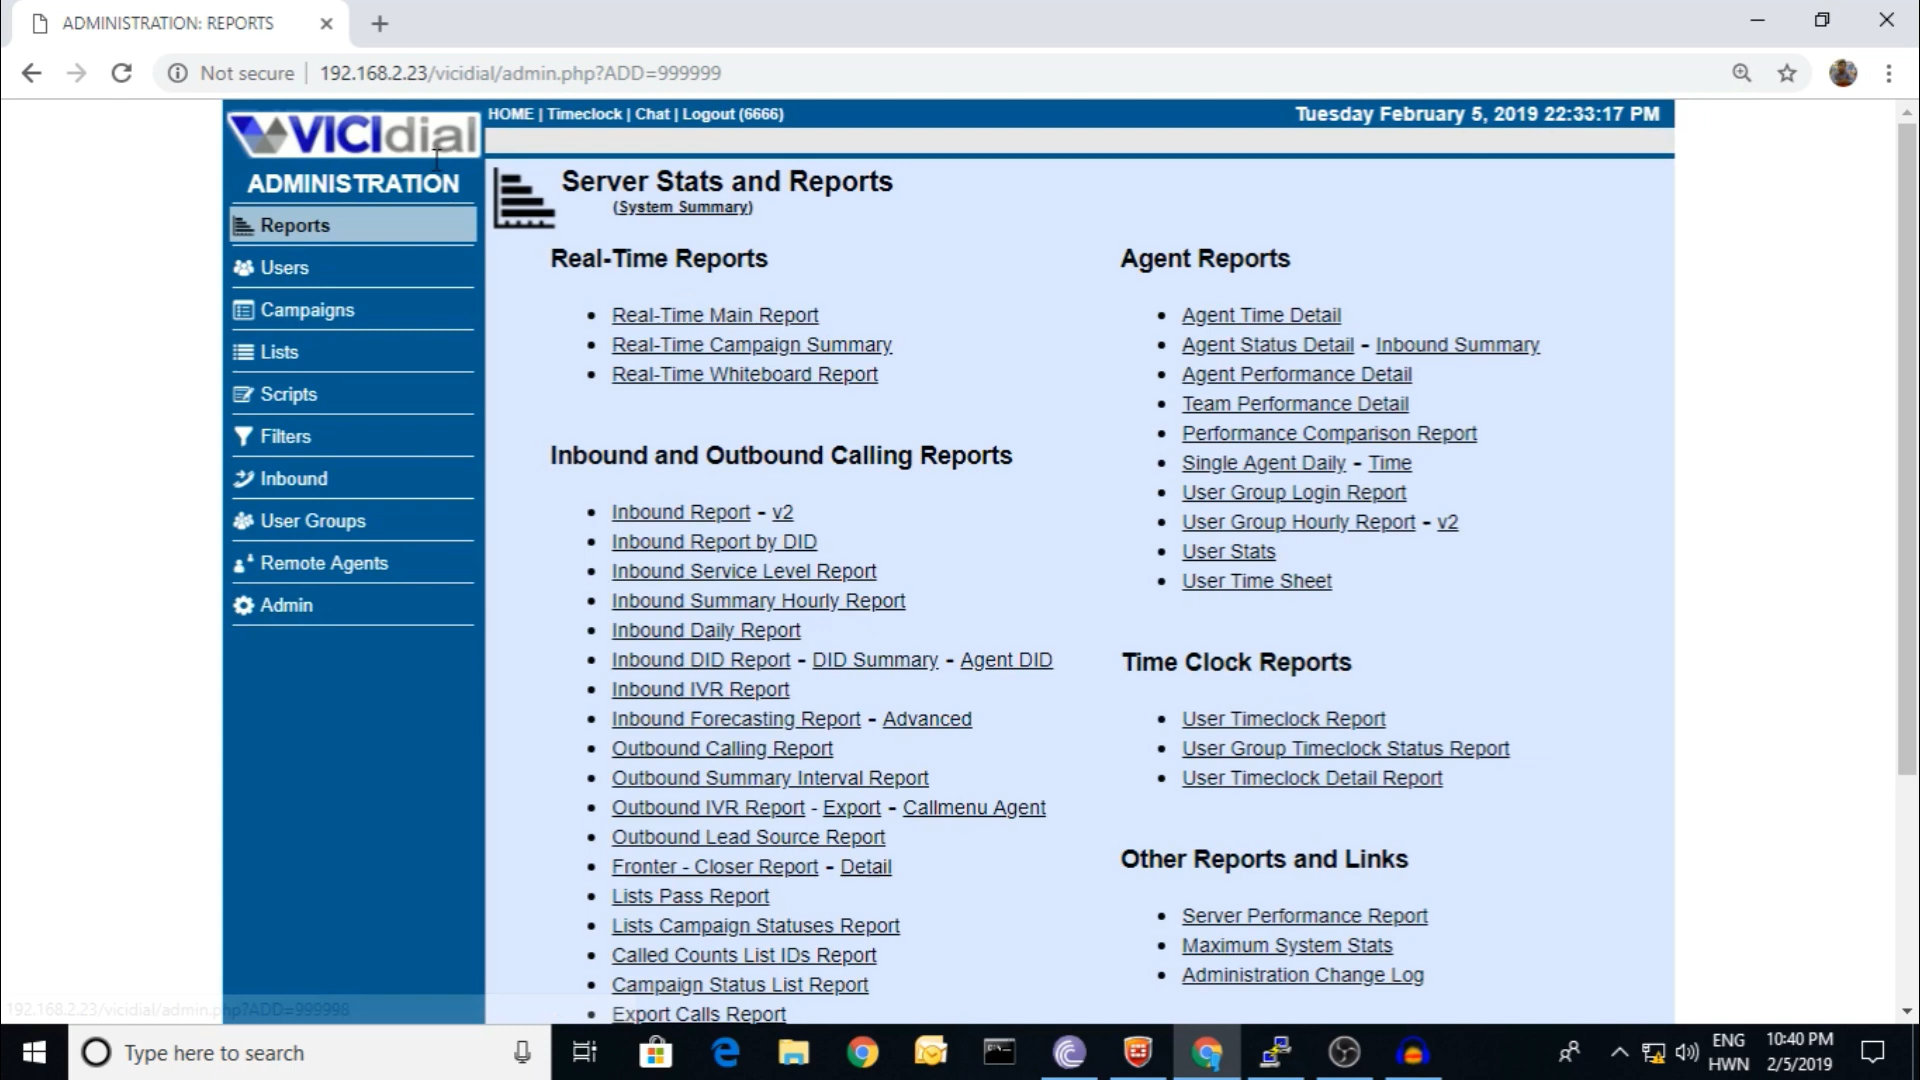 ADMINISTRATION: REPORTS
Not secure | 192.168.2.23/vicidial/admin.php?ADD=999999
VICIdial
HOME | Timeclock | Chat | Logout (6666)
Tuesday February 5, 2019 22:33:17 PM
ADMINISTRATION
Reports
Users
Campaigns
Lists
Scripts
Filters
Inbound
User Groups
Remote Agents
Admin
Server Stats and Reports
(System Summary)
Real-Time Reports
• Real-Time Main Report
• Real-Time Campaign Summary
• Real-Time Whiteboard Report
Inbound and Outbound Calling Reports
• Inbound Report - v2
• Inbound Report by DID
• Inbound Service Level Report
• Inbound Summary Hourly Report
• Inbound Daily Report
• Inbound DID Report - DID Summary - Agent DID
• Inbound IVR Report
• Inbound Forecasting Report - Advanced
• Outbound Calling Report
• Outbound Summary Interval Report
• Outbound IVR Report - Export - Callmenu Agent
• Outbound Lead Source Report
• Fronter - Closer Report - Detail
• Lists Pass Report
• Lists Campaign Statuses Report
• Called Counts List IDs Report
• Campaign Status List Report
Export Calls Report
Agent Reports
• Agent Time Detail
• Agent Status Detail - Inbound Summary
• Agent Performance Detail
• Team Performance Detail
• Performance Comparison Report
• Single Agent Daily - Time
• User Group Login Report
• User Group Hourly Report - v2
• User Stats
• User Time Sheet
Time Clock Reports
• User Timeclock Report
• User Group Timeclock Status Report
• User Timeclock Detail Report
Other Reports and Links
• Server Performance Report
• Maximum System Stats
• Administration Change Log
192.168.2.23/vicidial/admin.php?ADD=999998
Type here to search
ENG
HWN
10:40 PM
2/5/2019